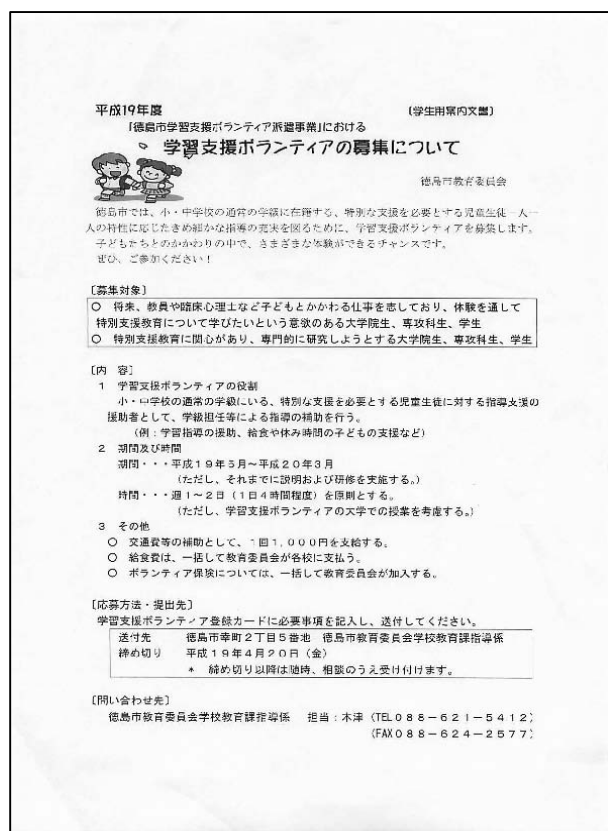 平成19年度
〔学生用案内文書〕
「徳島市学習支援ボランティア派遣事業」における
学習支援ボランティアの募集について
徳島市教育委員会
徳島市では、小・中学校の通常の学級に在籍する、特別な支援を必要とする児童生徒一人一
人の特性に応じたきめ細かな指導の充実を図るために、学習支援ボランティアを募集します。
子どもたちとのかかわりの中で、さまざまな体験ができるチャンスです。
ぜひ、ご参加ください！
〔募集対象〕
○ 将来、教員や臨床心理士など子どもとかかわる仕事を志しており、体験を通して
特別支援教育について学びたいという意欲のある大学院生、専攻科生、学生
○ 特別支援教育に関心があり、専門的に研究しようとする大学院生、専攻科生、学生
〔内 容〕
1 学習支援ボランティアの役割
小・中学校の通常の学級にいる、特別な支援を必要とする児童生徒に対する指導支援の
援助者として、学級担任等による指導の補助を行う。
（例：学習指導の援助、給食や休み時間の子どもの支援など）
2 期間及び時間
期間・・・平成１９年５月～平成２０年３月
（ただし、それまでに説明および研修を実施する。）
時間・・・週１～２日（１日４時間程度）を原則とする。
（ただし、学習支援ボランティアの大学での授業を考慮する。）
3 その他
○ 交通費等の補助として、１回１，０００円を支給する。
○ 給食費は、一括して教育委員会が各校に支払う。
○ ボランティア保険については、一括して教育委員会が加入する。
〔応募方法・提出先〕
学習支援ボランティア登録カードに必要事項を記入し、送付してください。
送付先 徳島市幸町２丁目５番地 徳島市教育委員会学校教育課指導係
締め切り 平成１９年４月２０日（金）
* 締め切り以降は随時、相談のうえ受け付けます。
〔問い合わせ先〕
徳島市教育委員会学校教育課指導係 担当：木津（TEL０８８－６２１－５４１２）
（FAX０８８－６２４－２５７７）